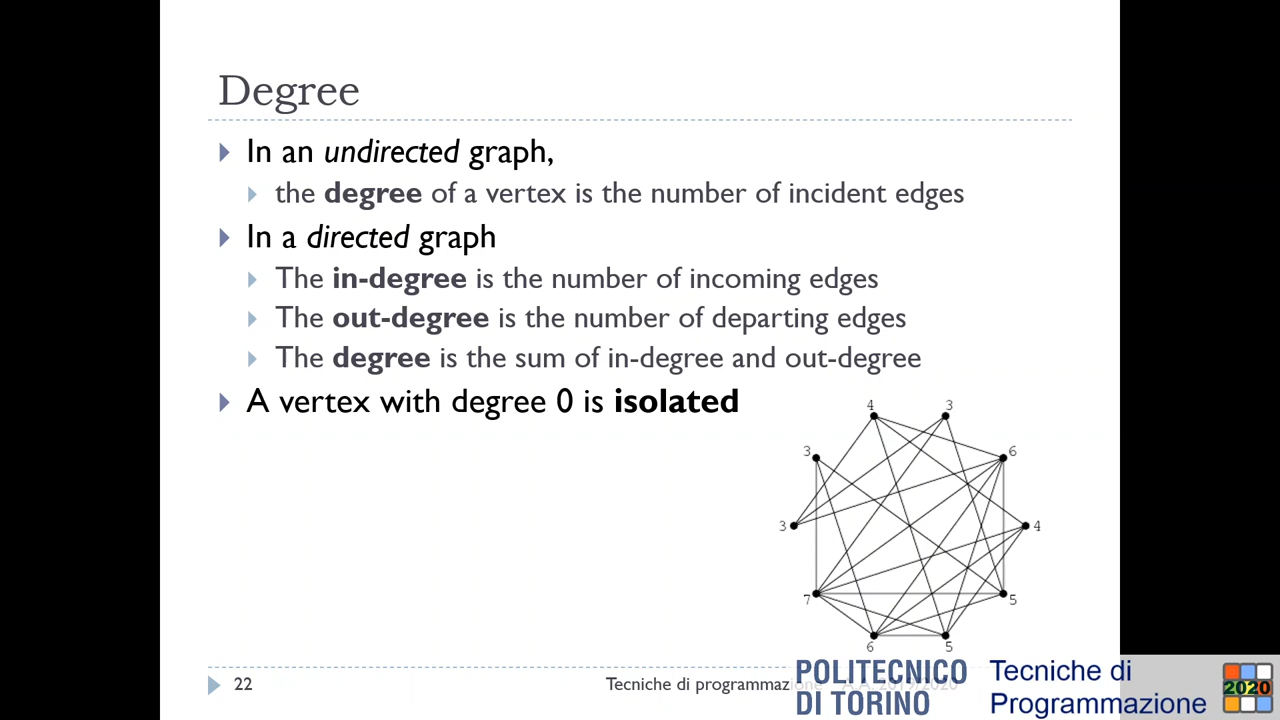 Degree
In an undirected graph,
the degree of a vertex is the number of incident edges
In a directed graph
The in-degree is the number of incoming edges
The out-degree is the number of departing edges
The degree is the sum of in-degree and out-degree
A vertex with degree 0 is isolated
4 3
3 6
3 4
7 5
6 5
22
Tecniche di programmazione A.A. 2019/2020
POLITECNICO
DI TORINO
Tecniche di
Programmazione
2020